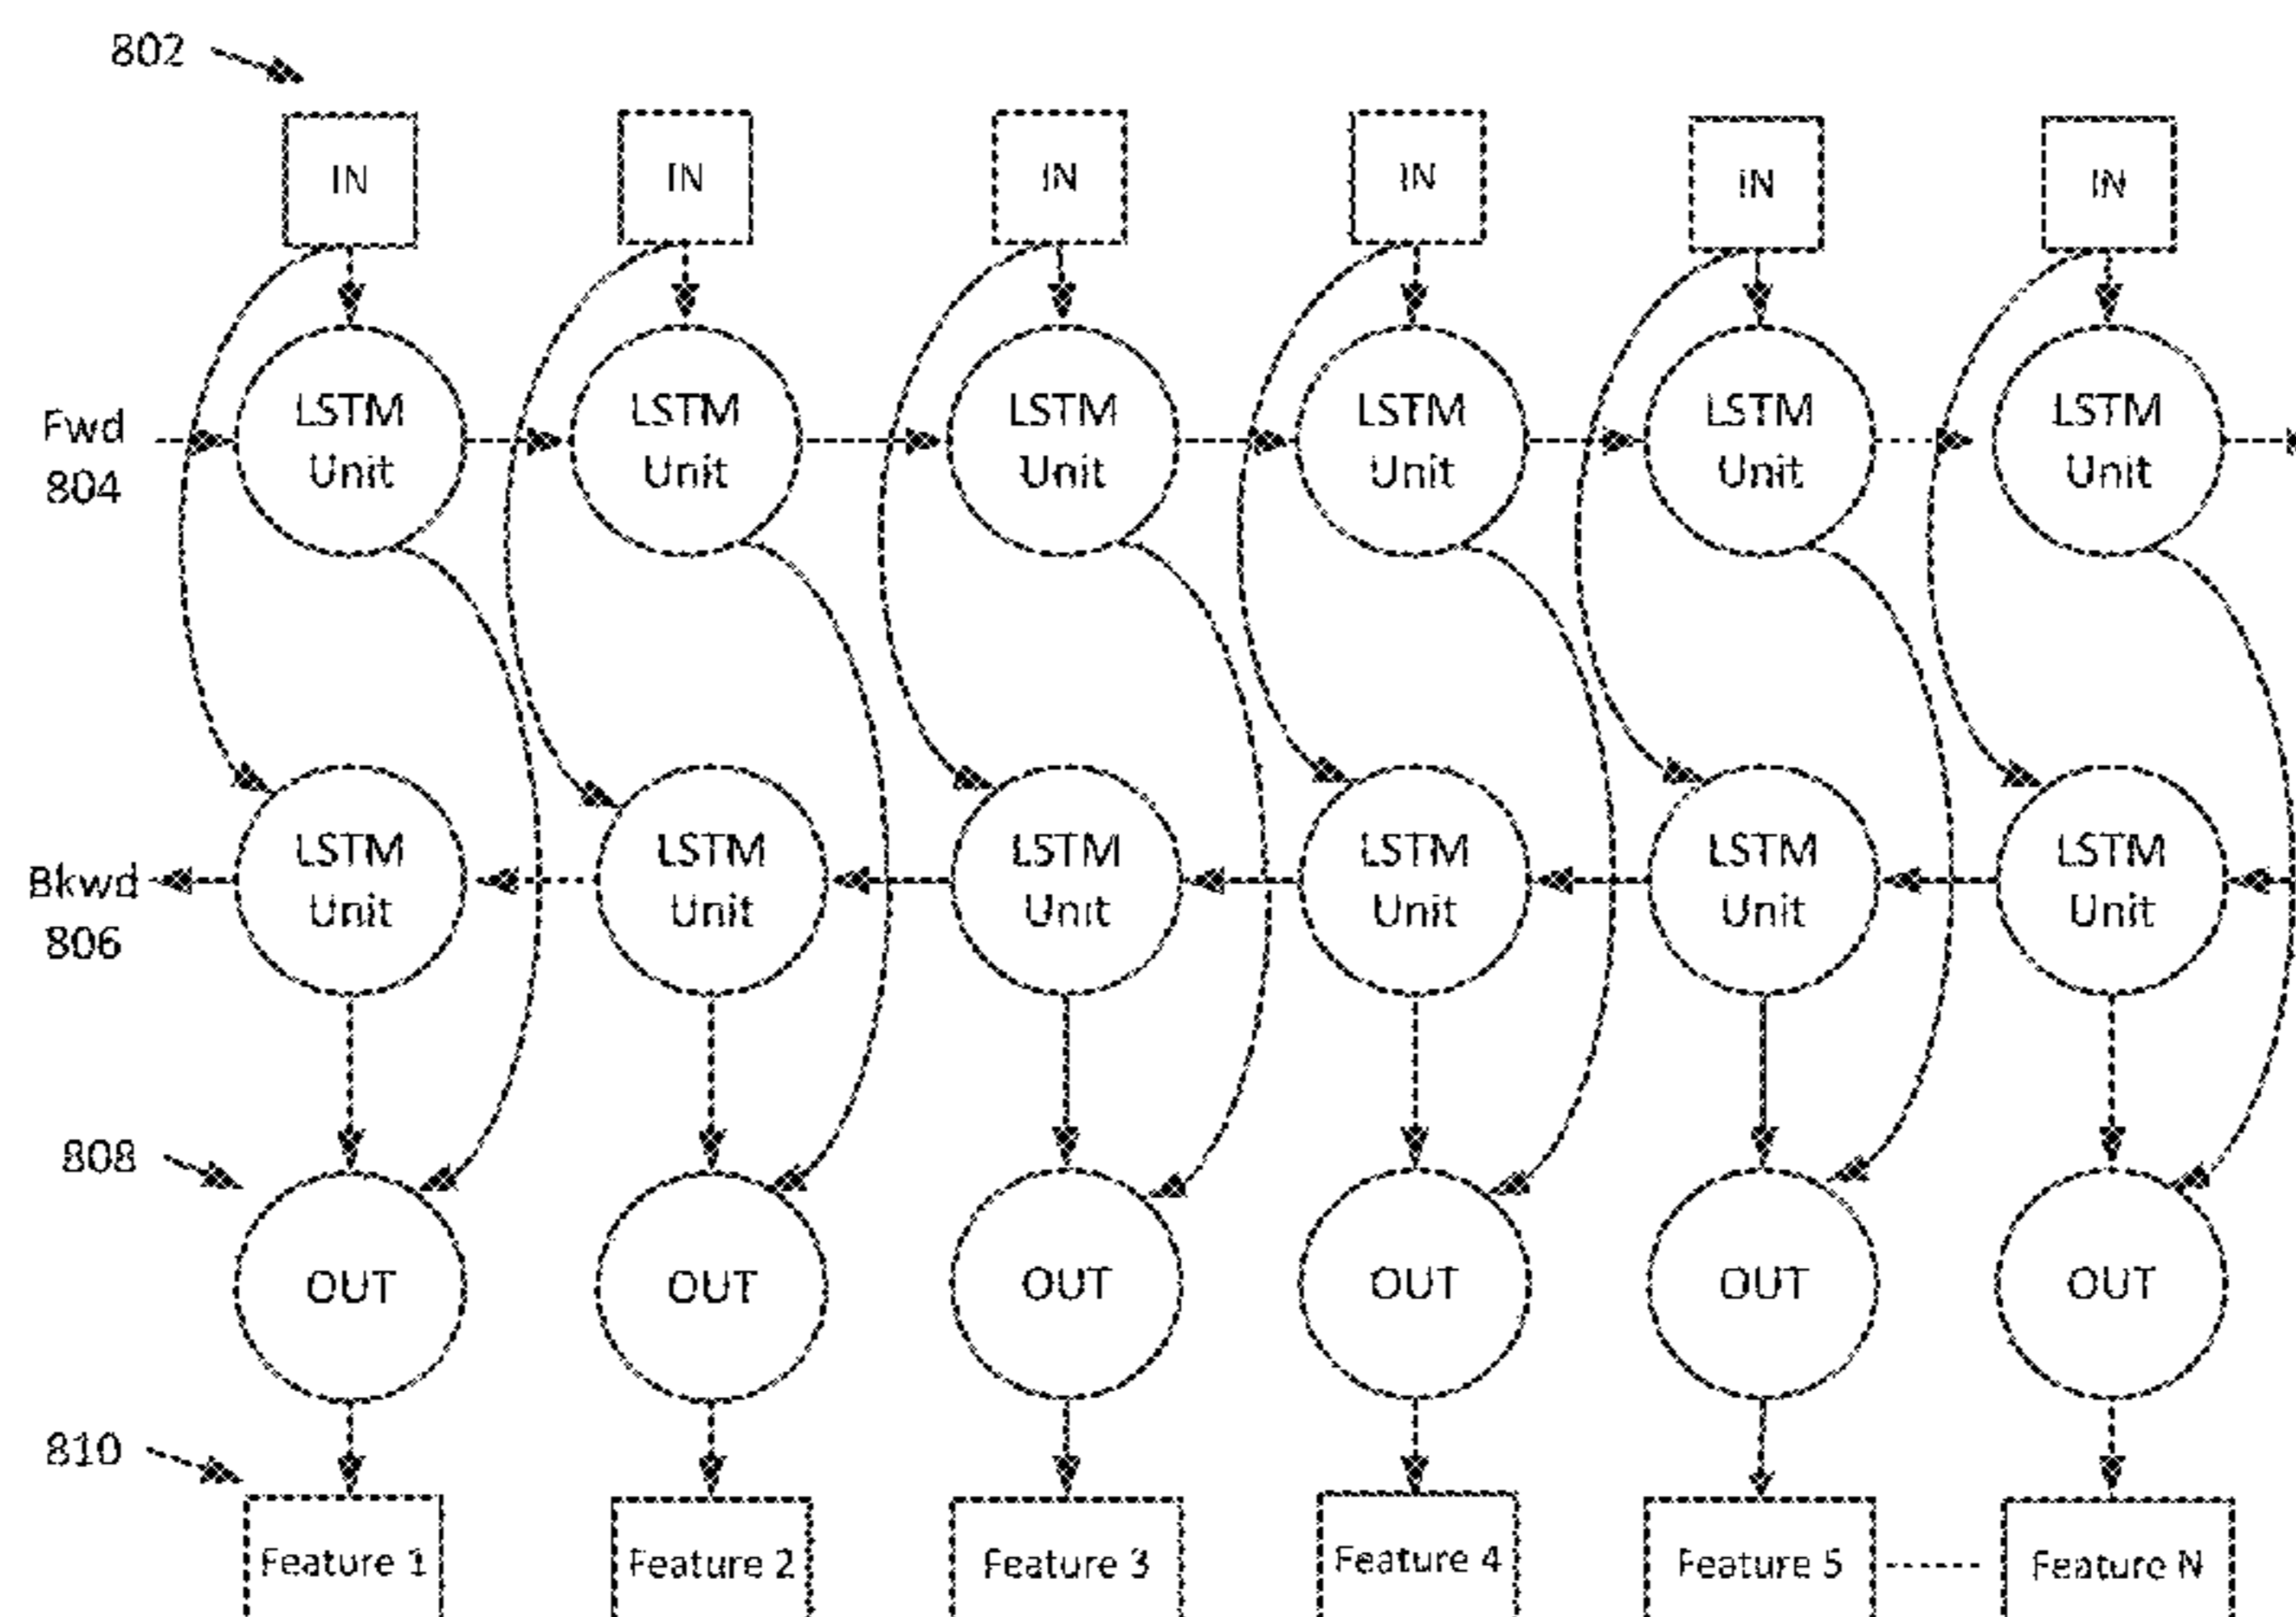 802
IN IN IN IN IN IN
Fwd
804
LSTM Unit
LSTM Unit
LSTM Unit
LSTM Unit
LSTM Unit
LSTM Unit
Bkwd
806
LSTM Unit
LSTM Unit
LSTM Unit
LSTM Unit
LSTM Unit
LSTM Unit
808
OUT OUT OUT OUT OUT OUT
810
Feature 1 Feature 2 Feature 3 Feature 4 Feature 5 Feature N